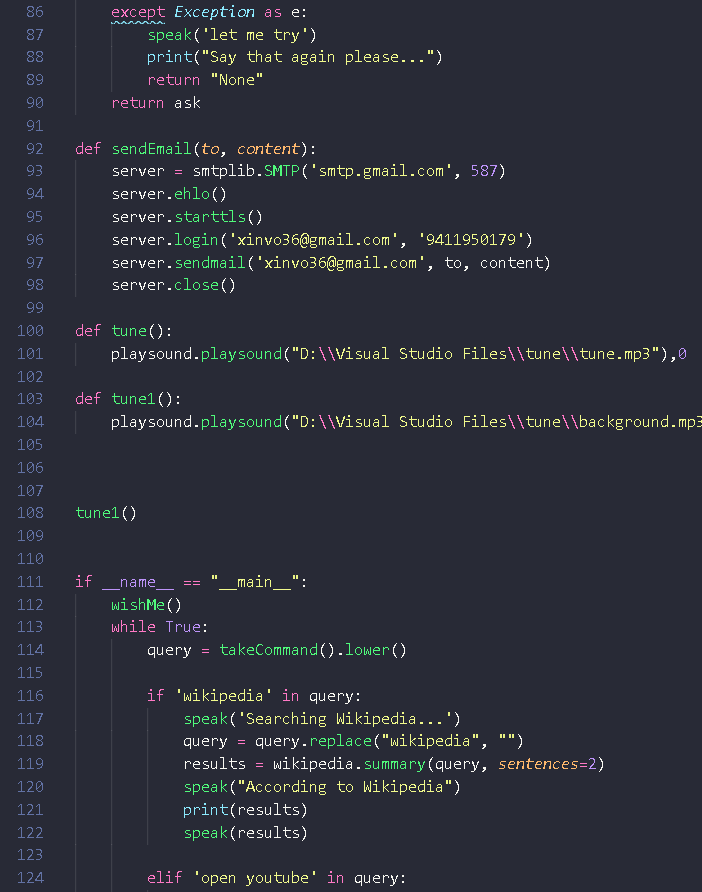 86 except Exception as e:
87 speak('let me try')
88 print("Say that again please...")
89 return "None"
90 return ask
91
92 def sendEmail(to, content):
93 server = smtplib.SMTP('smtp.gmail.com', 587)
94 server.ehlo()
95 server.starttls()
96 server.login('xinvo36@gmail.com', '9411950179')
97 server.sendmail('xinvo36@gmail.com', to, content)
98 server.close()
99
100 def tune():
101 playsound.playsound("D:\\Visual Studio Files\\tune\\tune.mp3"),0
102
103 def tune1():
104 playsound.playsound("D:\\Visual Studio Files\\tune\\background.mp3
105
106
107
108 tune1()
109
110
111 if __name__ == "__main__":
112 wishMe()
113 while True:
114 query = takeCommand().lower()
115
116 if 'wikipedia' in query:
117 speak('Searching Wikipedia...')
118 query = query.replace("wikipedia", "")
119 results = wikipedia.summary(query, sentences=2)
120 speak("According to Wikipedia")
121 print(results)
122 speak(results)
123
124 elif 'open youtube' in query: